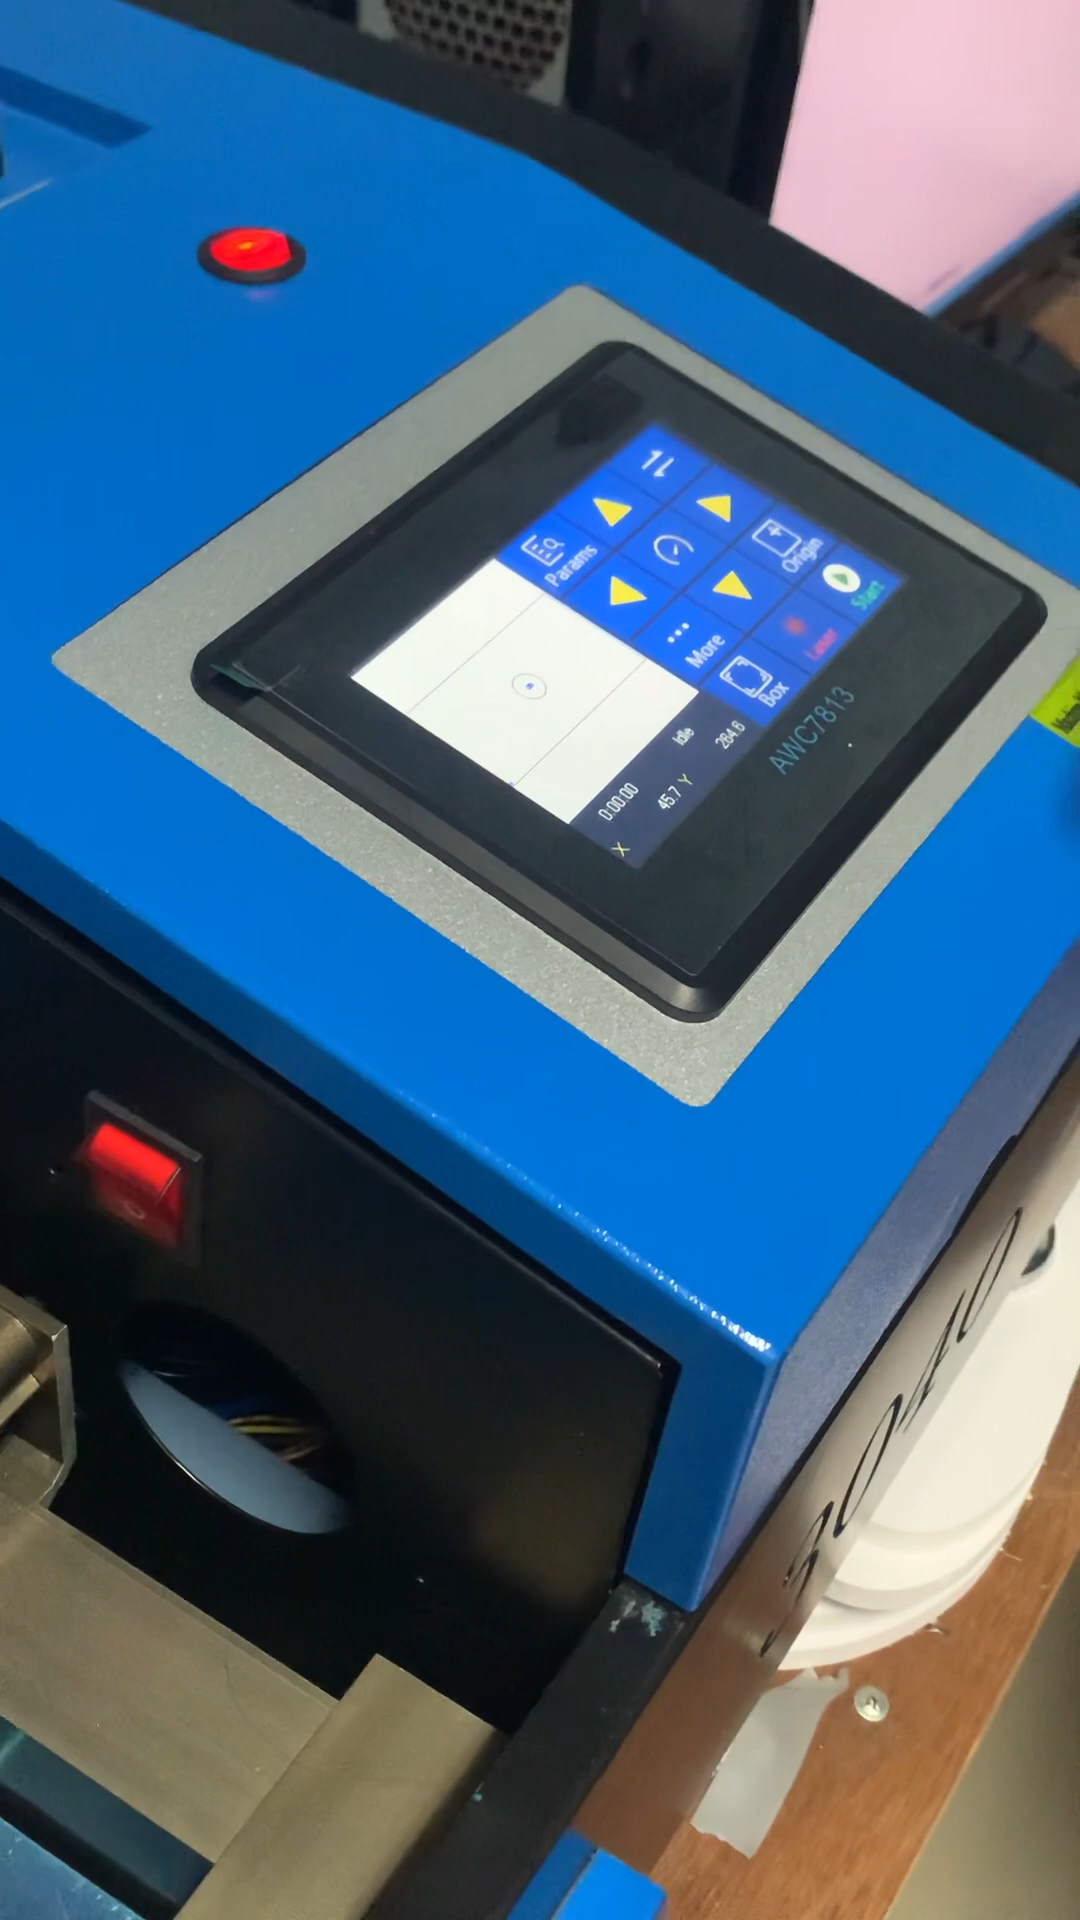 Params
Origin
More
Start
Box
Laser
0:00:00 Idle
X 45.7 Y 264.6
AWC7813
3040